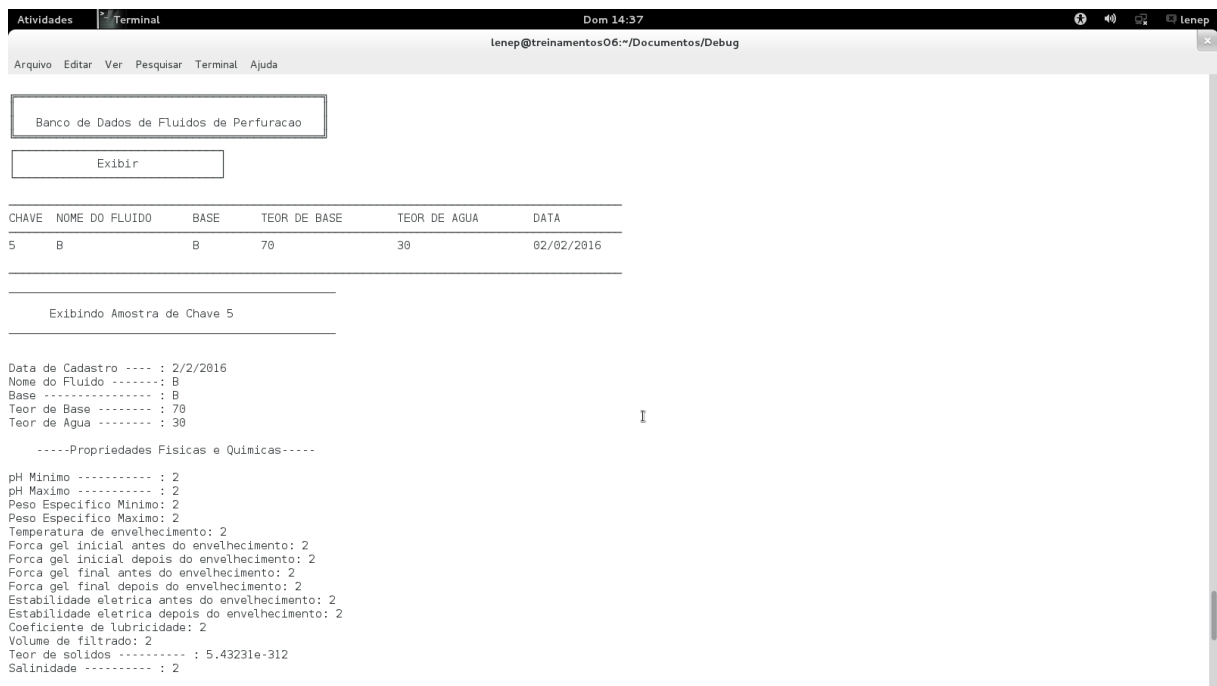 Atividades Terminal Dom 14:37 lenep
lenep@treinamentos06:~/Documentos/Debug
Arquivo Editar Ver Pesquisar Terminal Ajuda
Banco de Dados de Fluidos de Perfuracao
Exibir
CHAVE NOME DO FLUIDO BASE TEOR DE BASE TEOR DE AGUA DATA
5 B B 70 30 02/02/2016
Exibindo Amostra de Chave 5
Data de Cadastro ---- : 2/2/2016
Nome do Fluido -------: B
Base ---------------- : B
Teor de Base -------- : 70
Teor de Agua -------- : 30
-----Propriedades Fisicas e Quimicas-----
pH Minimo ----------- : 2
pH Maximo ----------- : 2
Peso Especifico Minimo: 2
Peso Especifico Maximo: 2
Temperatura de envelhecimento: 2
Forca gel inicial antes do envelhecimento: 2
Forca gel inicial depois do envelhecimento: 2
Forca gel final antes do envelhecimento: 2
Forca gel final depois do envelhecimento: 2
Estabilidade eletrica antes do envelhecimento: 2
Estabilidade eletrica depois do envelhecimento: 2
Coeficiente de lubricidade: 2
Volume de filtrado: 2
Teor de solidos ---------- : 5.43231e-312
Salinidade ---------- : 2